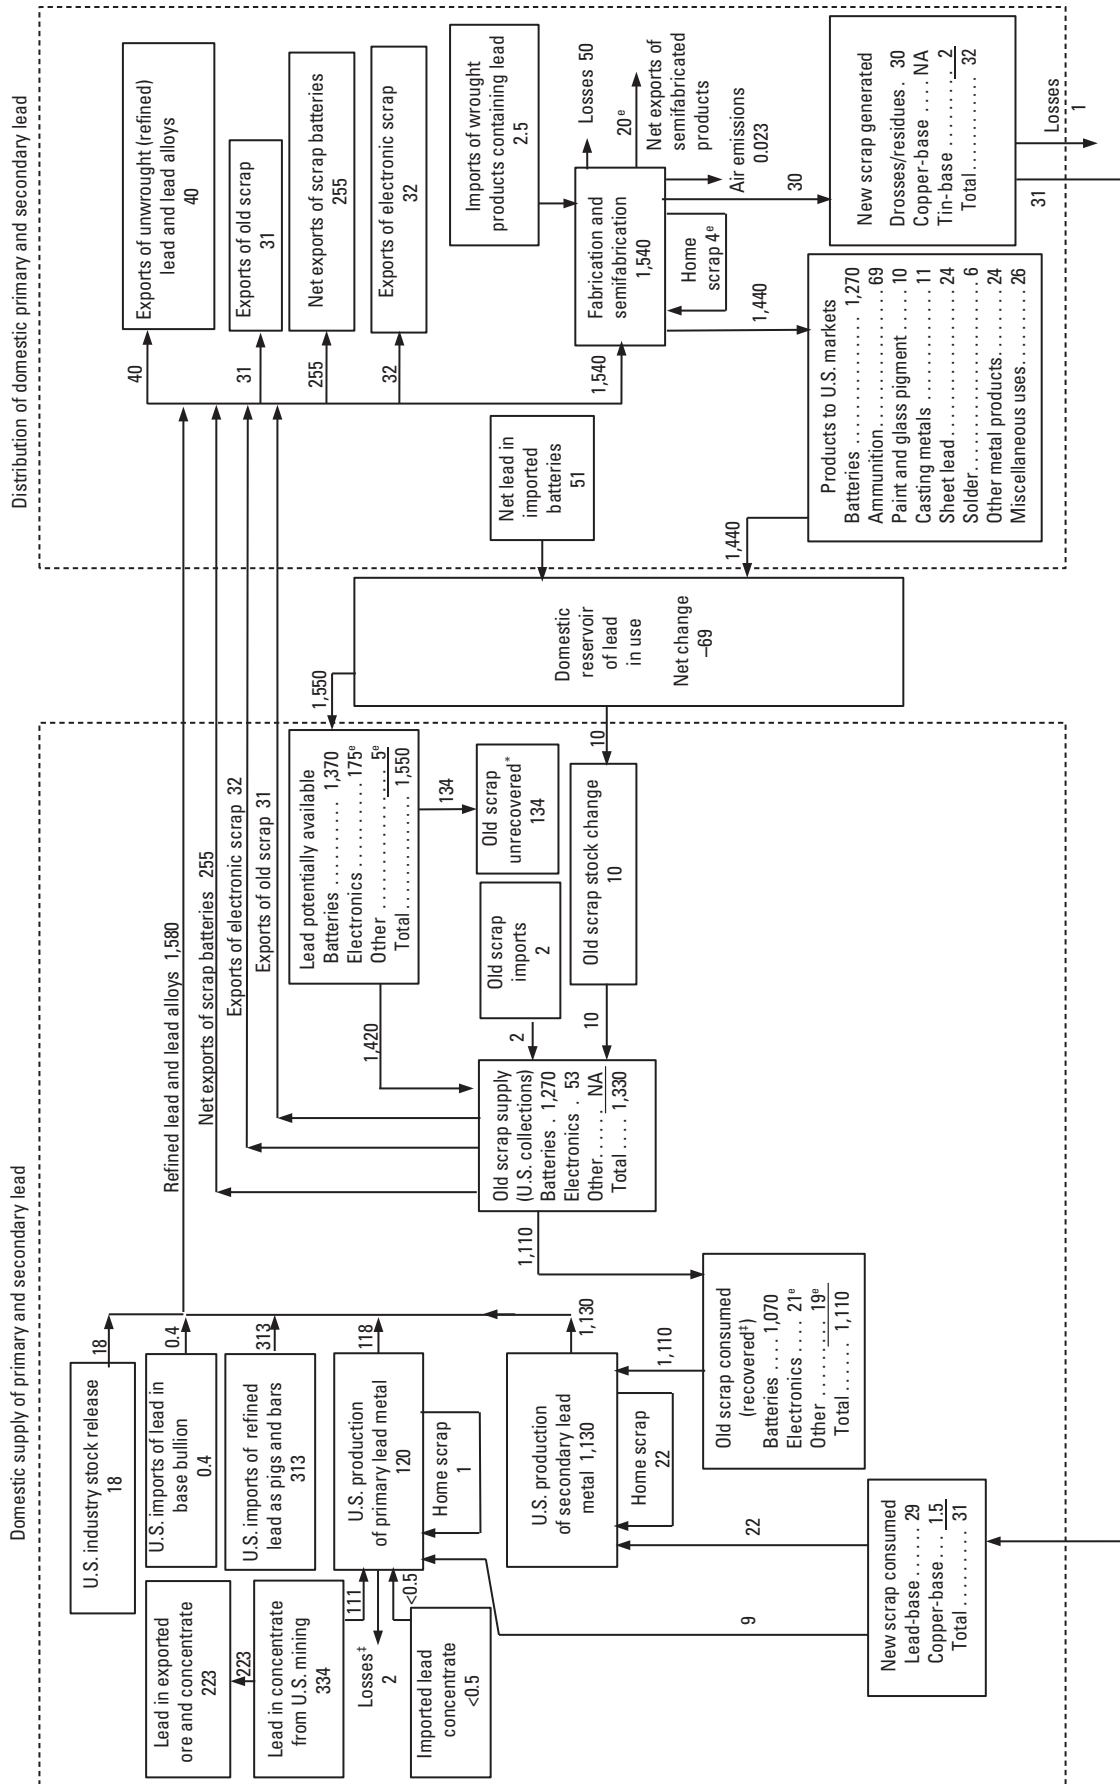 Domestic supply of primary and secondary lead
Distribution of domestic primary and secondary lead
U.S. industry stock release
18
18
Lead in exported
ore and concentrate
223
223
U.S. imports of lead in
base bullion
0.4
0.4
Lead in concentrate
from U.S. mining
334
111
U.S. imports of refined
lead as pigs and bars
313
313
Losses‡
2
U.S. production
of primary lead metal
120
118
Home scrap
1
Imported lead
concentrate
<0.5
<0.5
U.S. production
of secondary lead
metal 1,130
1,130
Home scrap
22
9
22
1,110
New scrap consumed
Lead-base ...... 29
Copper-base .. 1.5
Total ......... 31
Old scrap consumed
(recovered‡)
Batteries .... 1,070
Electronics .... 21e
Other ......... 19e
Total ....... 1,110
1,110
Refined lead and lead alloys 1,580
Net exports of scrap batteries 255
Exports of electronic scrap 32
Exports of old scrap 31
Old scrap supply
(U.S. collections)
Batteries . 1,270
Electronics . 53
Other..... NA
Total .... 1,330
1,420
2
10
Old scrap
imports
2
Lead potentially available
Batteries .......... 1,370
Electronics.......... 175e
Other ................ 5e
Total............... 1,550
1,550
134
Old scrap
unrecovered*
134
Old scrap stock change
10
10
Domestic
reservoir
of lead
in use
Net change
–69
Net lead in
imported
batteries
51
1,440
40
Exports of unwrought (refined)
lead and lead alloys
40
31
Exports of old scrap
31
255
Net exports of scrap batteries
255
32
Exports of electronic scrap
32
1,540
Imports of wrought
products containing lead
2.5
Fabrication and
semifabrication
1,540
Losses 50
20e
Net exports of
semifabricated
products
Air emissions
0.023
Home
scrap 4e
30
1,440
Products to U.S. markets
Batteries ................ 1,270
Ammunition................. 69
Paint and glass pigment ..... 10
Casting metals .............. 11
Sheet lead................... 24
Solder........................ 6
Other metal products......... 24
Miscellaneous uses.......... 26
New scrap generated
Drosses/residues . 30
Copper-base .... NA
Tin-base .......... 2
Total............. 32
Losses
1
31